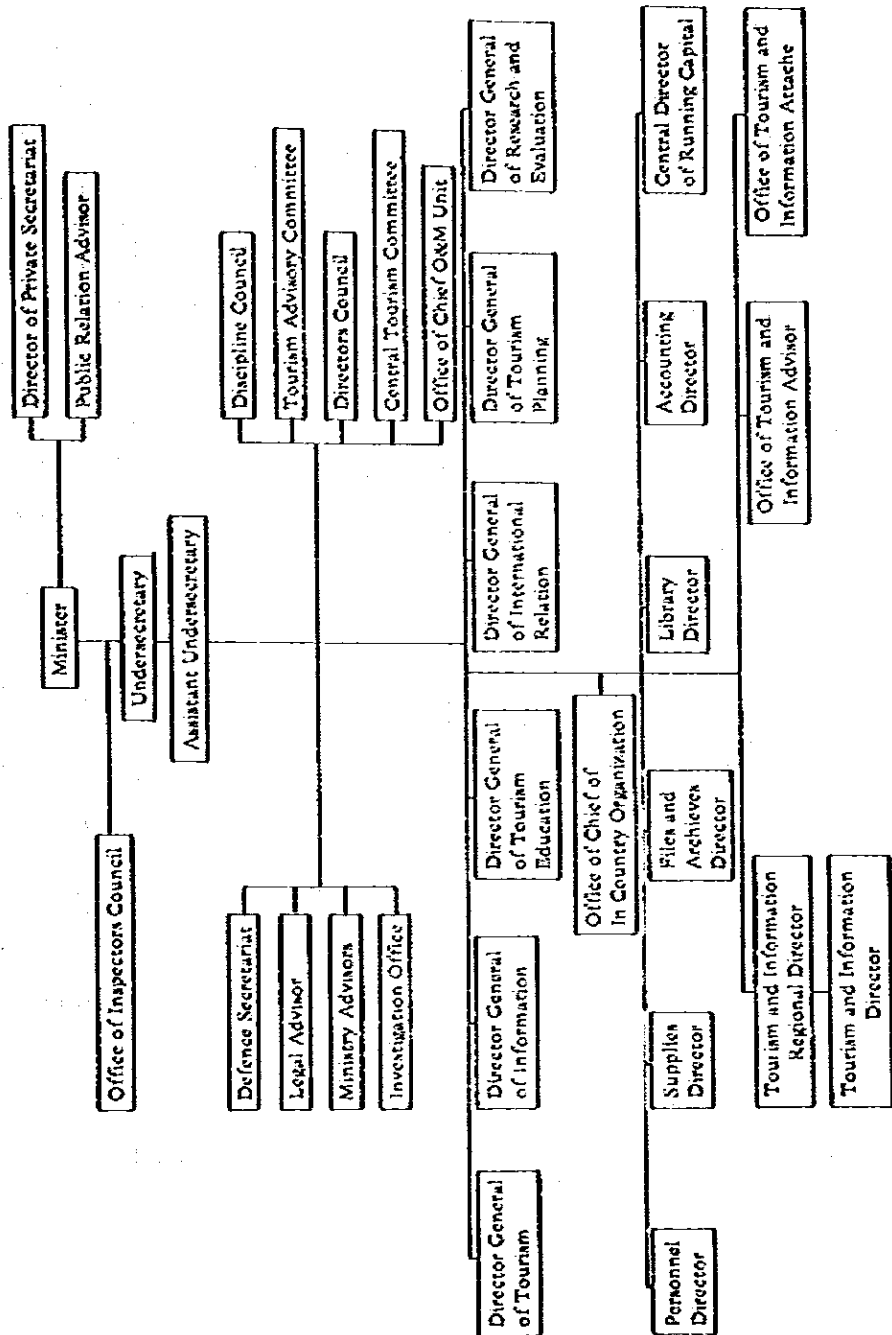 Director of Private Secretariat
Public Relation Advisor
Minister
Office of Inspectors Council
Undersecretary
Assistant Undersecretary
Defence Secretariat
Legal Advisor
Ministry Advisors
Investigation Office
Discipline Council
Tourism Advisory Committee
Directors Council
Central Tourism Committee
Office of Chief O&M Unit
Director General
of Tourism
Director General
of Information
Director General
of Tourism
Education
Director General
of International
Relation
Director General
of Tourism
Planning
Director General
of Research and
Evaluation
Office of Chief of
In Country Organization
Personnel
Director
Supplies
Director
Files and
Archieves
Director
Library
Director
Accounting
Director
Central Director
of Running Capital
Tourism and Information
Regional Director
Tourism and Information
Director
Office of Tourism and
Information Advisor
Office of Tourism and
Information Attache